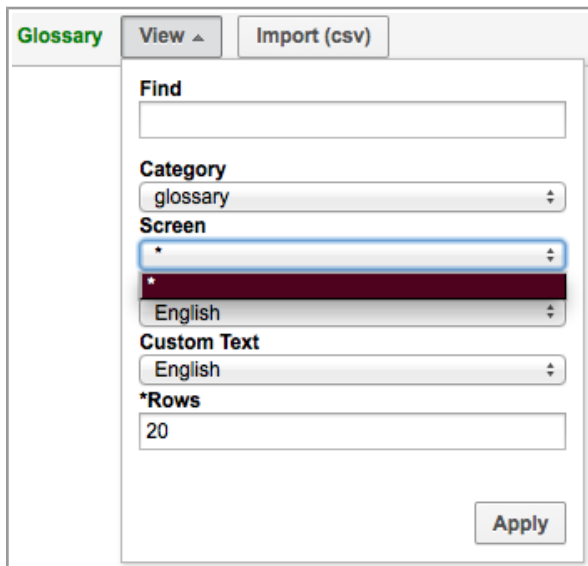 Glossary View Import (csv)
Find
Category
glossary
Screen
*
*
English
Custom Text
English
*Rows
20
Apply